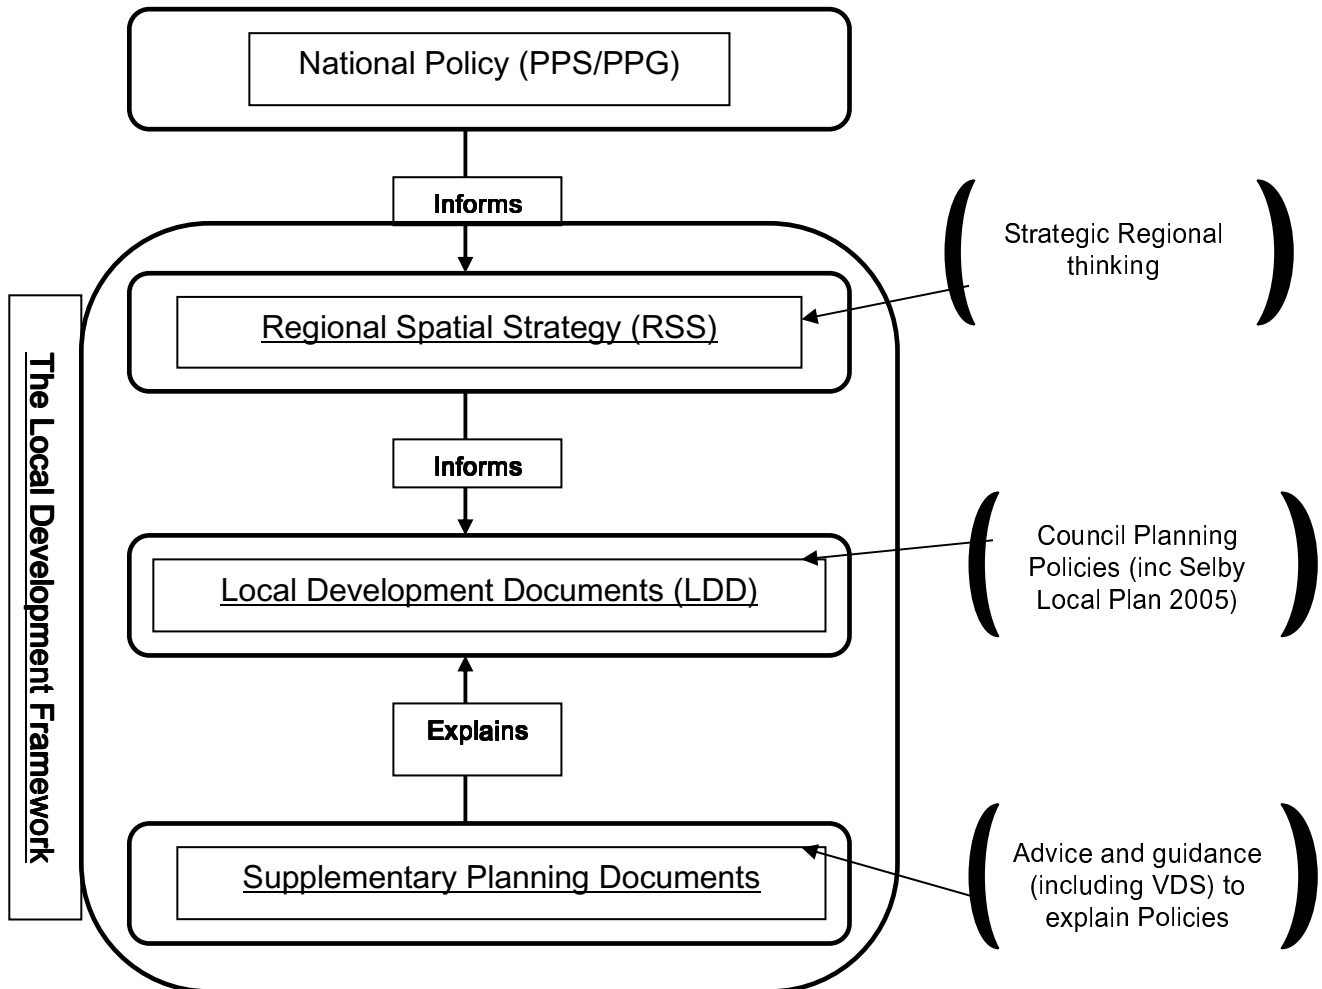 National Policy (PPS/PPG)
Informs
Strategic Regional
thinking
Regional Spatial Strategy (RSS)
The Local Development Framework
Informs
Council Planning
Policies (inc Selby
Local Plan 2005)
Local Development Documents (LDD)
Explains
Supplementary Planning Documents
Advice and guidance
(including VDS) to
explain Policies